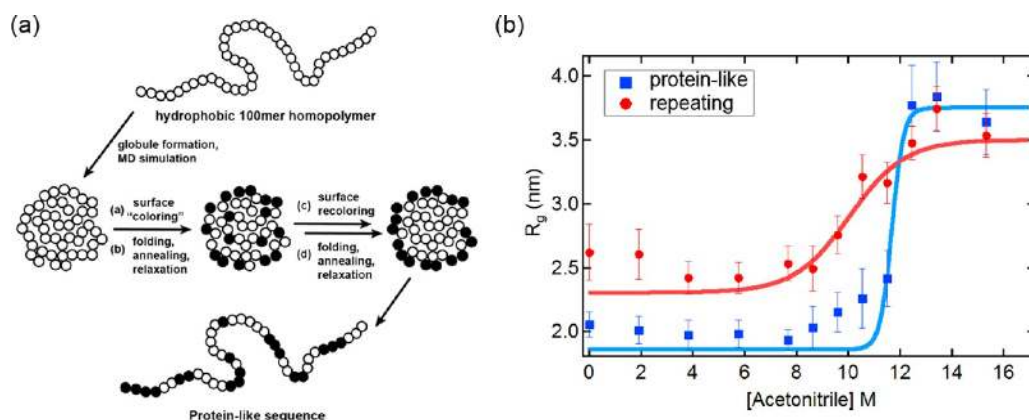 (a)
hydrophobic 100mer homopolymer
globule formation,
MD simulation
(a) surface
"coloring"
(b) folding,
annealing,
relaxation
(c) surface
recoloring
(d) folding,
annealing,
relaxation
Protein-like sequence
(b)
protein-like
repeating
4.0
3.5
3.0
2.5
2.0
Rg (nm)
0 2 4 6 8 10 12 14 16
[Acetonitrile] M